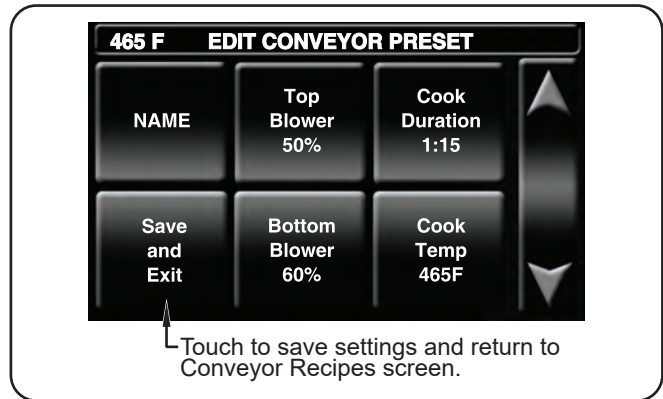 465 F EDIT CONVEYOR PRESET
NAME
Top
Blower
50%
Cook
Duration
1:15
Save
and
Exit
Bottom
Blower
60%
Cook
Temp
465F
Touch to save settings and return to
Conveyor Recipes screen.